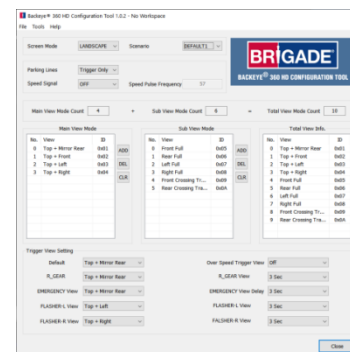 Backeye® 360 HD Configuration Tool 1.0.2 - No Workspace
File Tools Help
Screen Mode LANDSCAPE Scenario DEFAULT1
BRIGADE
BACKEYE® 360 HD CONFIGURATION TOOL
Parking Lines Trigger Only
Speed Signal OFF Speed Pulse Frequency 37
Main View Mode Count 4 + Sub View Mode Count 6 = Total View Mode Count 10
Main View Mode Sub View Mode Total View Info.
No. View ID No. View ID No. View ID
0 Top + Mirror Rear 0x01 0 Front Full 0x05 0 Top + Mirror Rear 0x01
1 Top + Front 0x02 1 Rear Full 0x06 1 Top + Front 0x02
2 Top + Left 0x03 2 Left Full 0x07 2 Top + Left 0x03
3 Top + Right 0x04 3 Right Full 0x08 3 Top + Right 0x04
4 Front Crossing Tr... 0x09 4 Front Full 0x05
5 Rear Crossing Tra... 0x0A 5 Rear Full 0x06
6 Left Full 0x07
7 Right Full 0x08
8 Front Crossing Tr... 0x09
9 Rear Crossing Tra... 0x0A
ADD ADD
DEL DEL
CLR CLR
Trigger View Setting
Default Top + Mirror Rear Over Speed Trigger View Off
R_GEAR Top + Mirror Rear R_GEAR View 3 Sec
EMERGENCY View Top + Mirror Rear EMERGENCY View Delay 3 Sec
FLASHER-L View Top + Left FLASHER-L View 3 Sec
FLASHER-R View Top + Right FALSHER-R View 3 Sec
Close